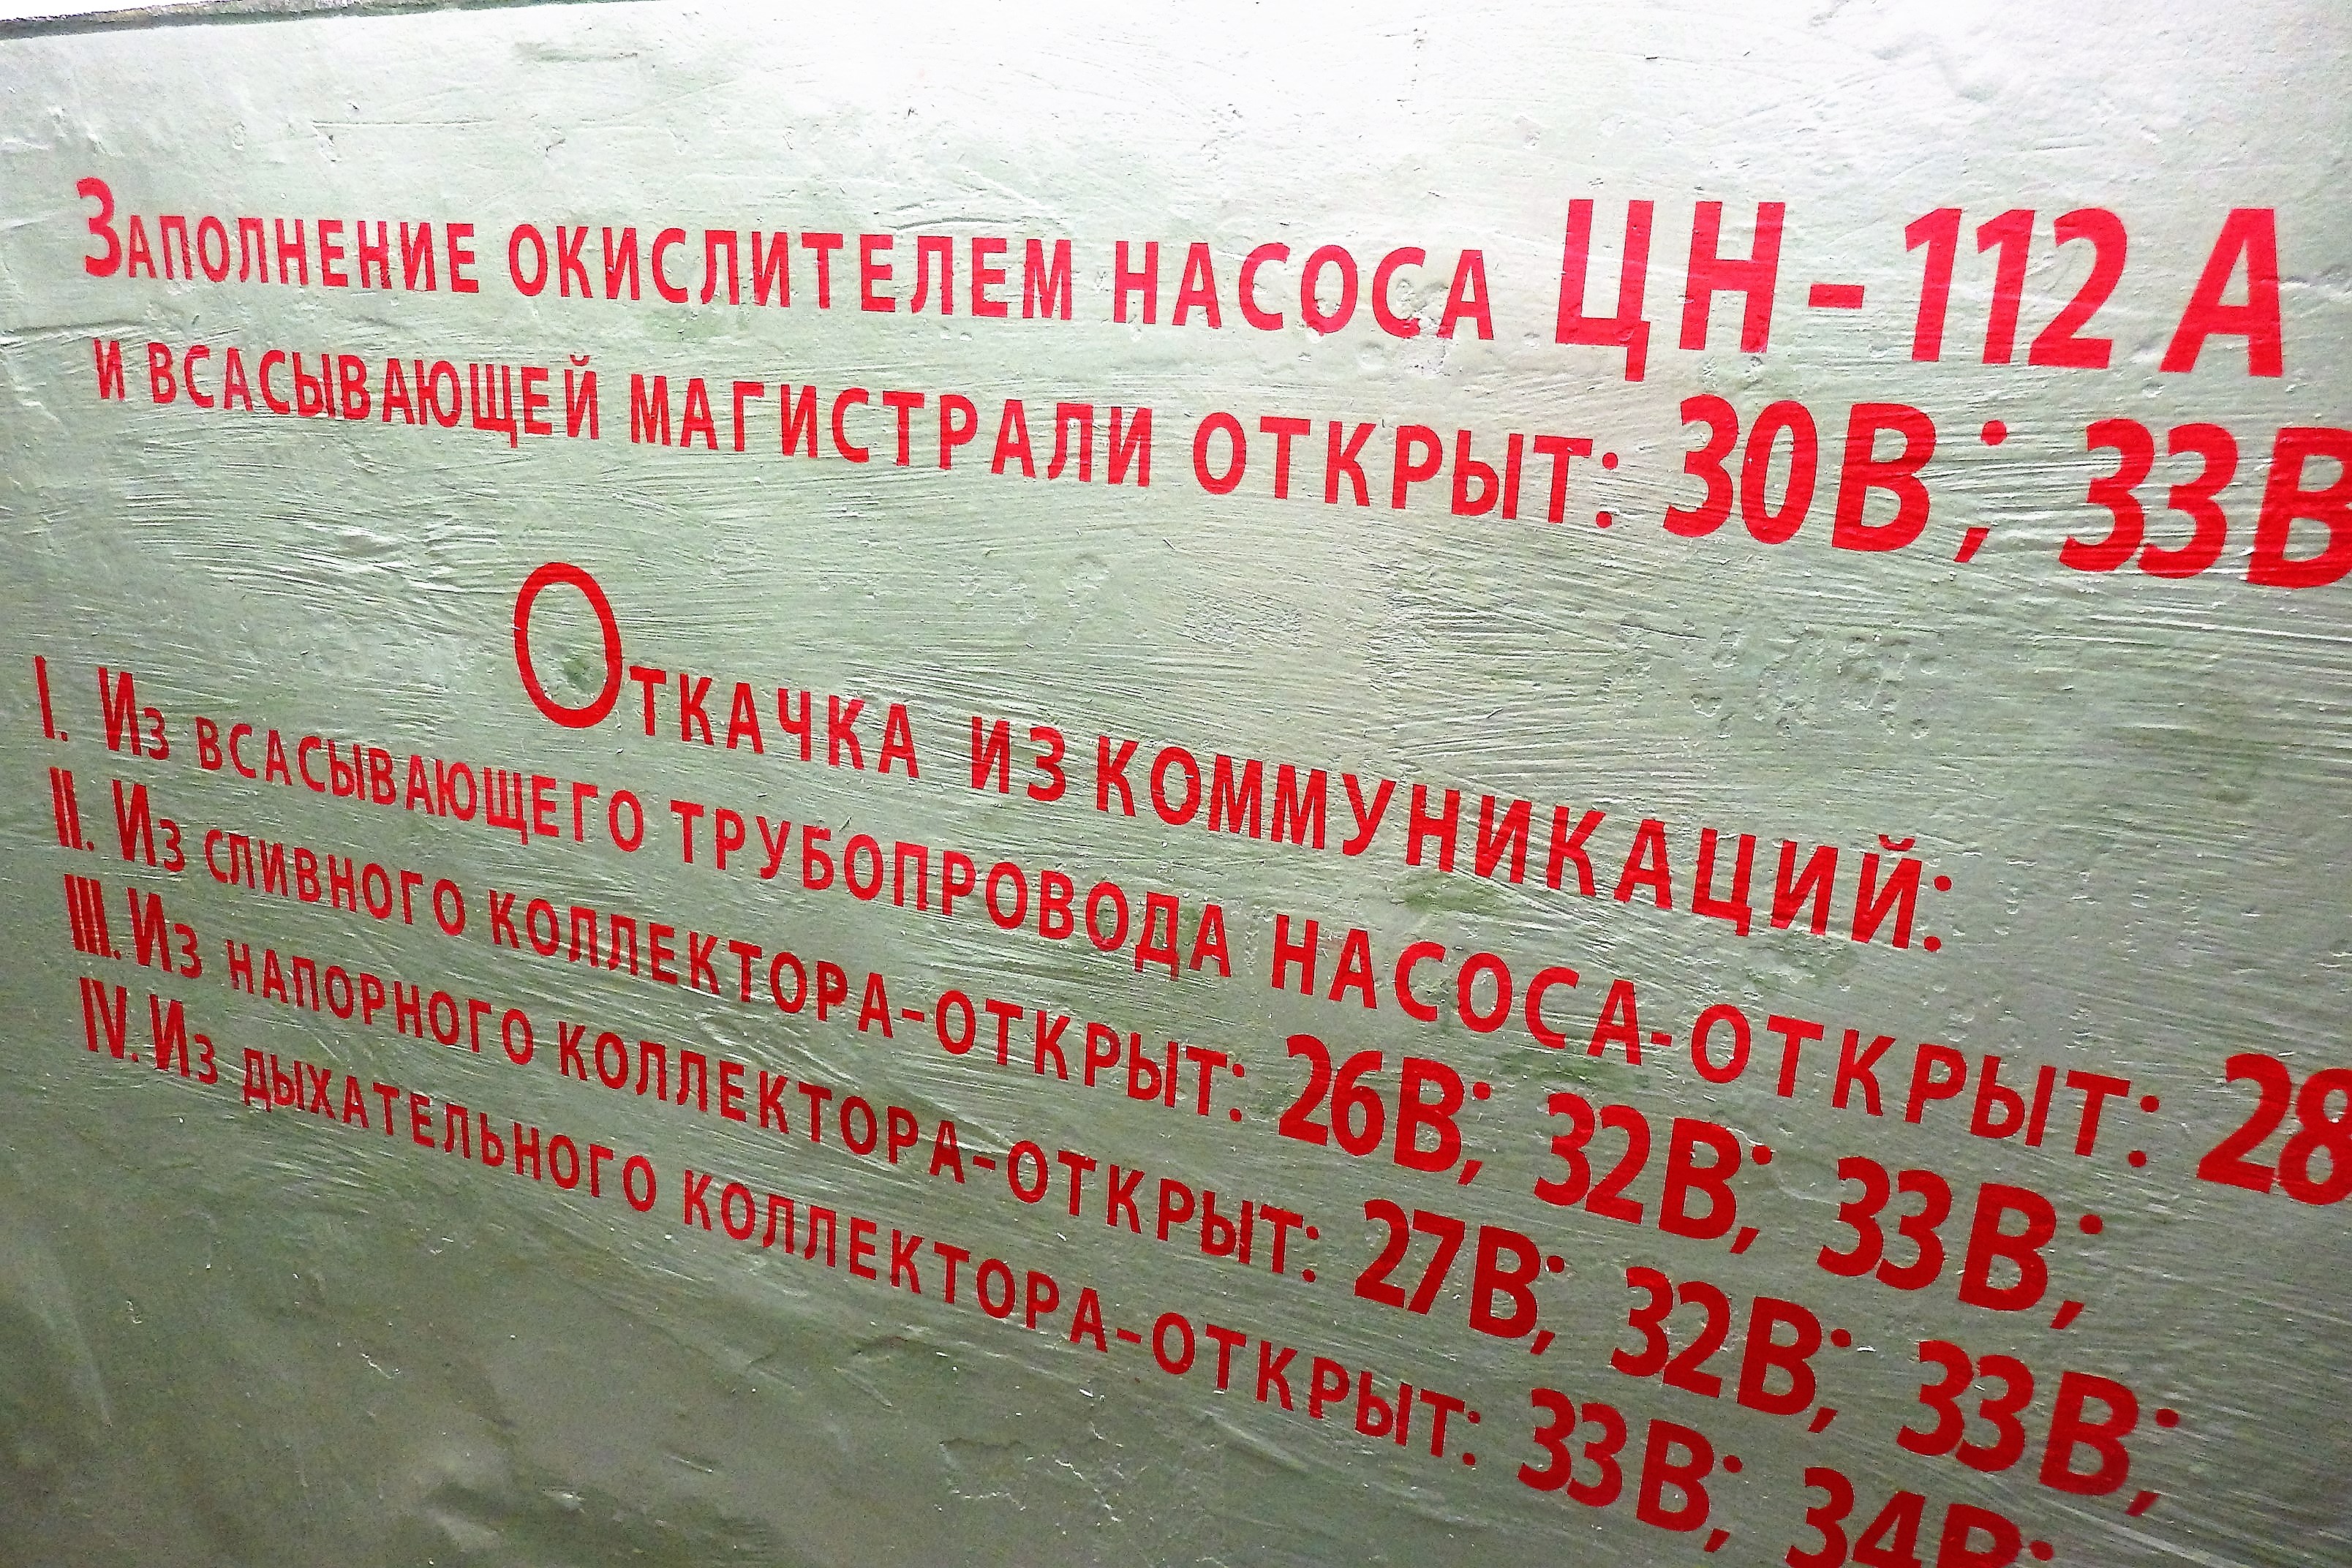 Заполнение окислителем насоса ЦН-112А
и всасывающей магистрали открыт: 30В; 33В
Откачка из коммуникаций:
I. Из всасывающего трубопровода насоса-открыт: 28
II. Из сливного коллектора-открыт: 26В; 32В; 33В;
III. Из напорного коллектора-открыт: 27В; 32В; 33В;
IV. Из дыхательного коллектора-открыт: 33В; 34В;